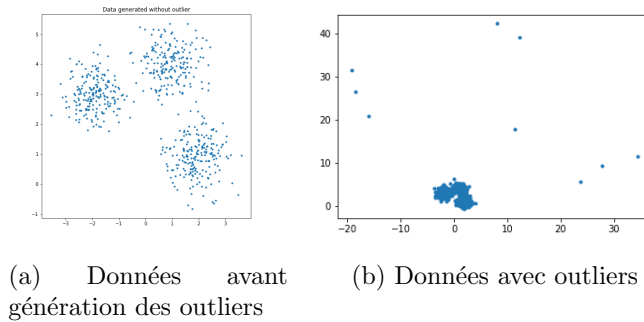 Data generated without outlier
5
4
3
2
1
0
−1
−3 −2 −1 0 1 2 3
40
30
20
10
0
−20 −10 0 10 20 30
(a) Données avant
génération des outliers
(b) Données avec outliers